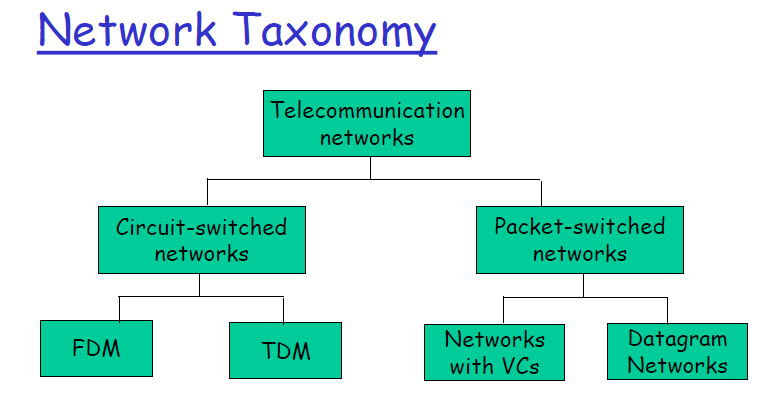 Network Taxonomy
Telecommunication
networks
Circuit-switched
networks
Packet-switched
networks
FDM
TDM
Networks
with VCs
Datagram
Networks